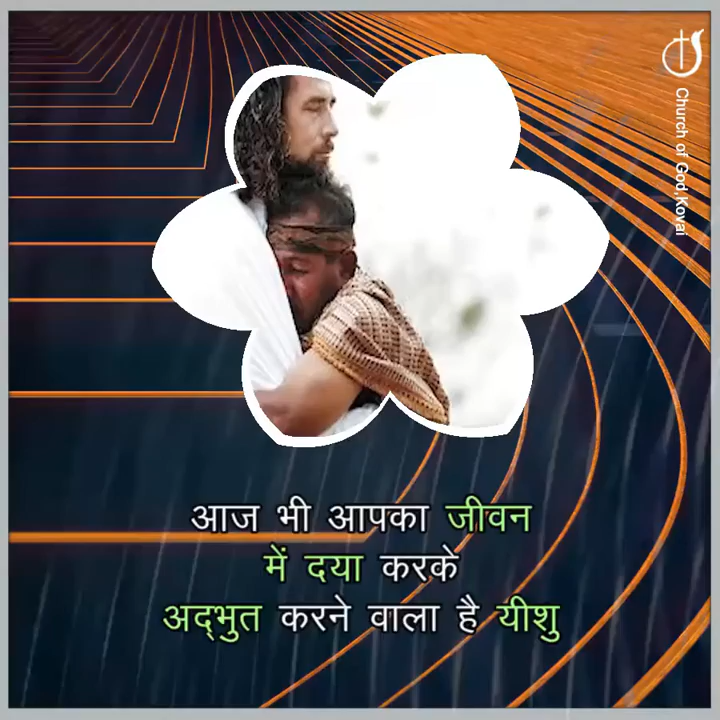 Church of God,Kovai
आज भी आपका जीवन
में दया करके
अद्भुत करने वाला है यीशु